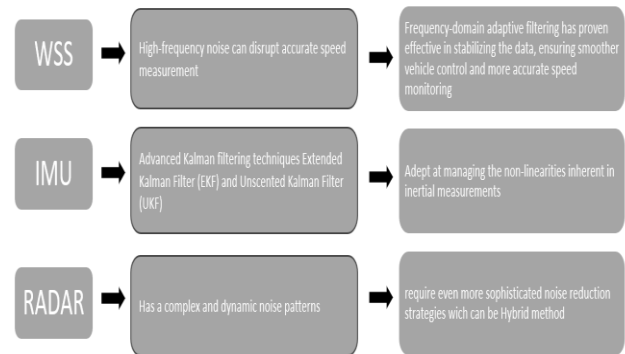 WSS
High-frequency noise can disrupt accurate speed
measurement
Frequency-domain adaptive filtering has proven
effective in stabilizing the data, ensuring smoother
vehicle control and more accurate speed
monitoring
IMU
Advanced Kalman filtering techniques Extended
Kalman Filter (EKF) and Unscented Kalman Filter
(UKF)
Adept at managing the non-linearities inherent in
inertial measurements
RADAR
Has a complex and dynamic noise patterns
require even more sophisticated noise reduction
strategies wich can be Hybrid method